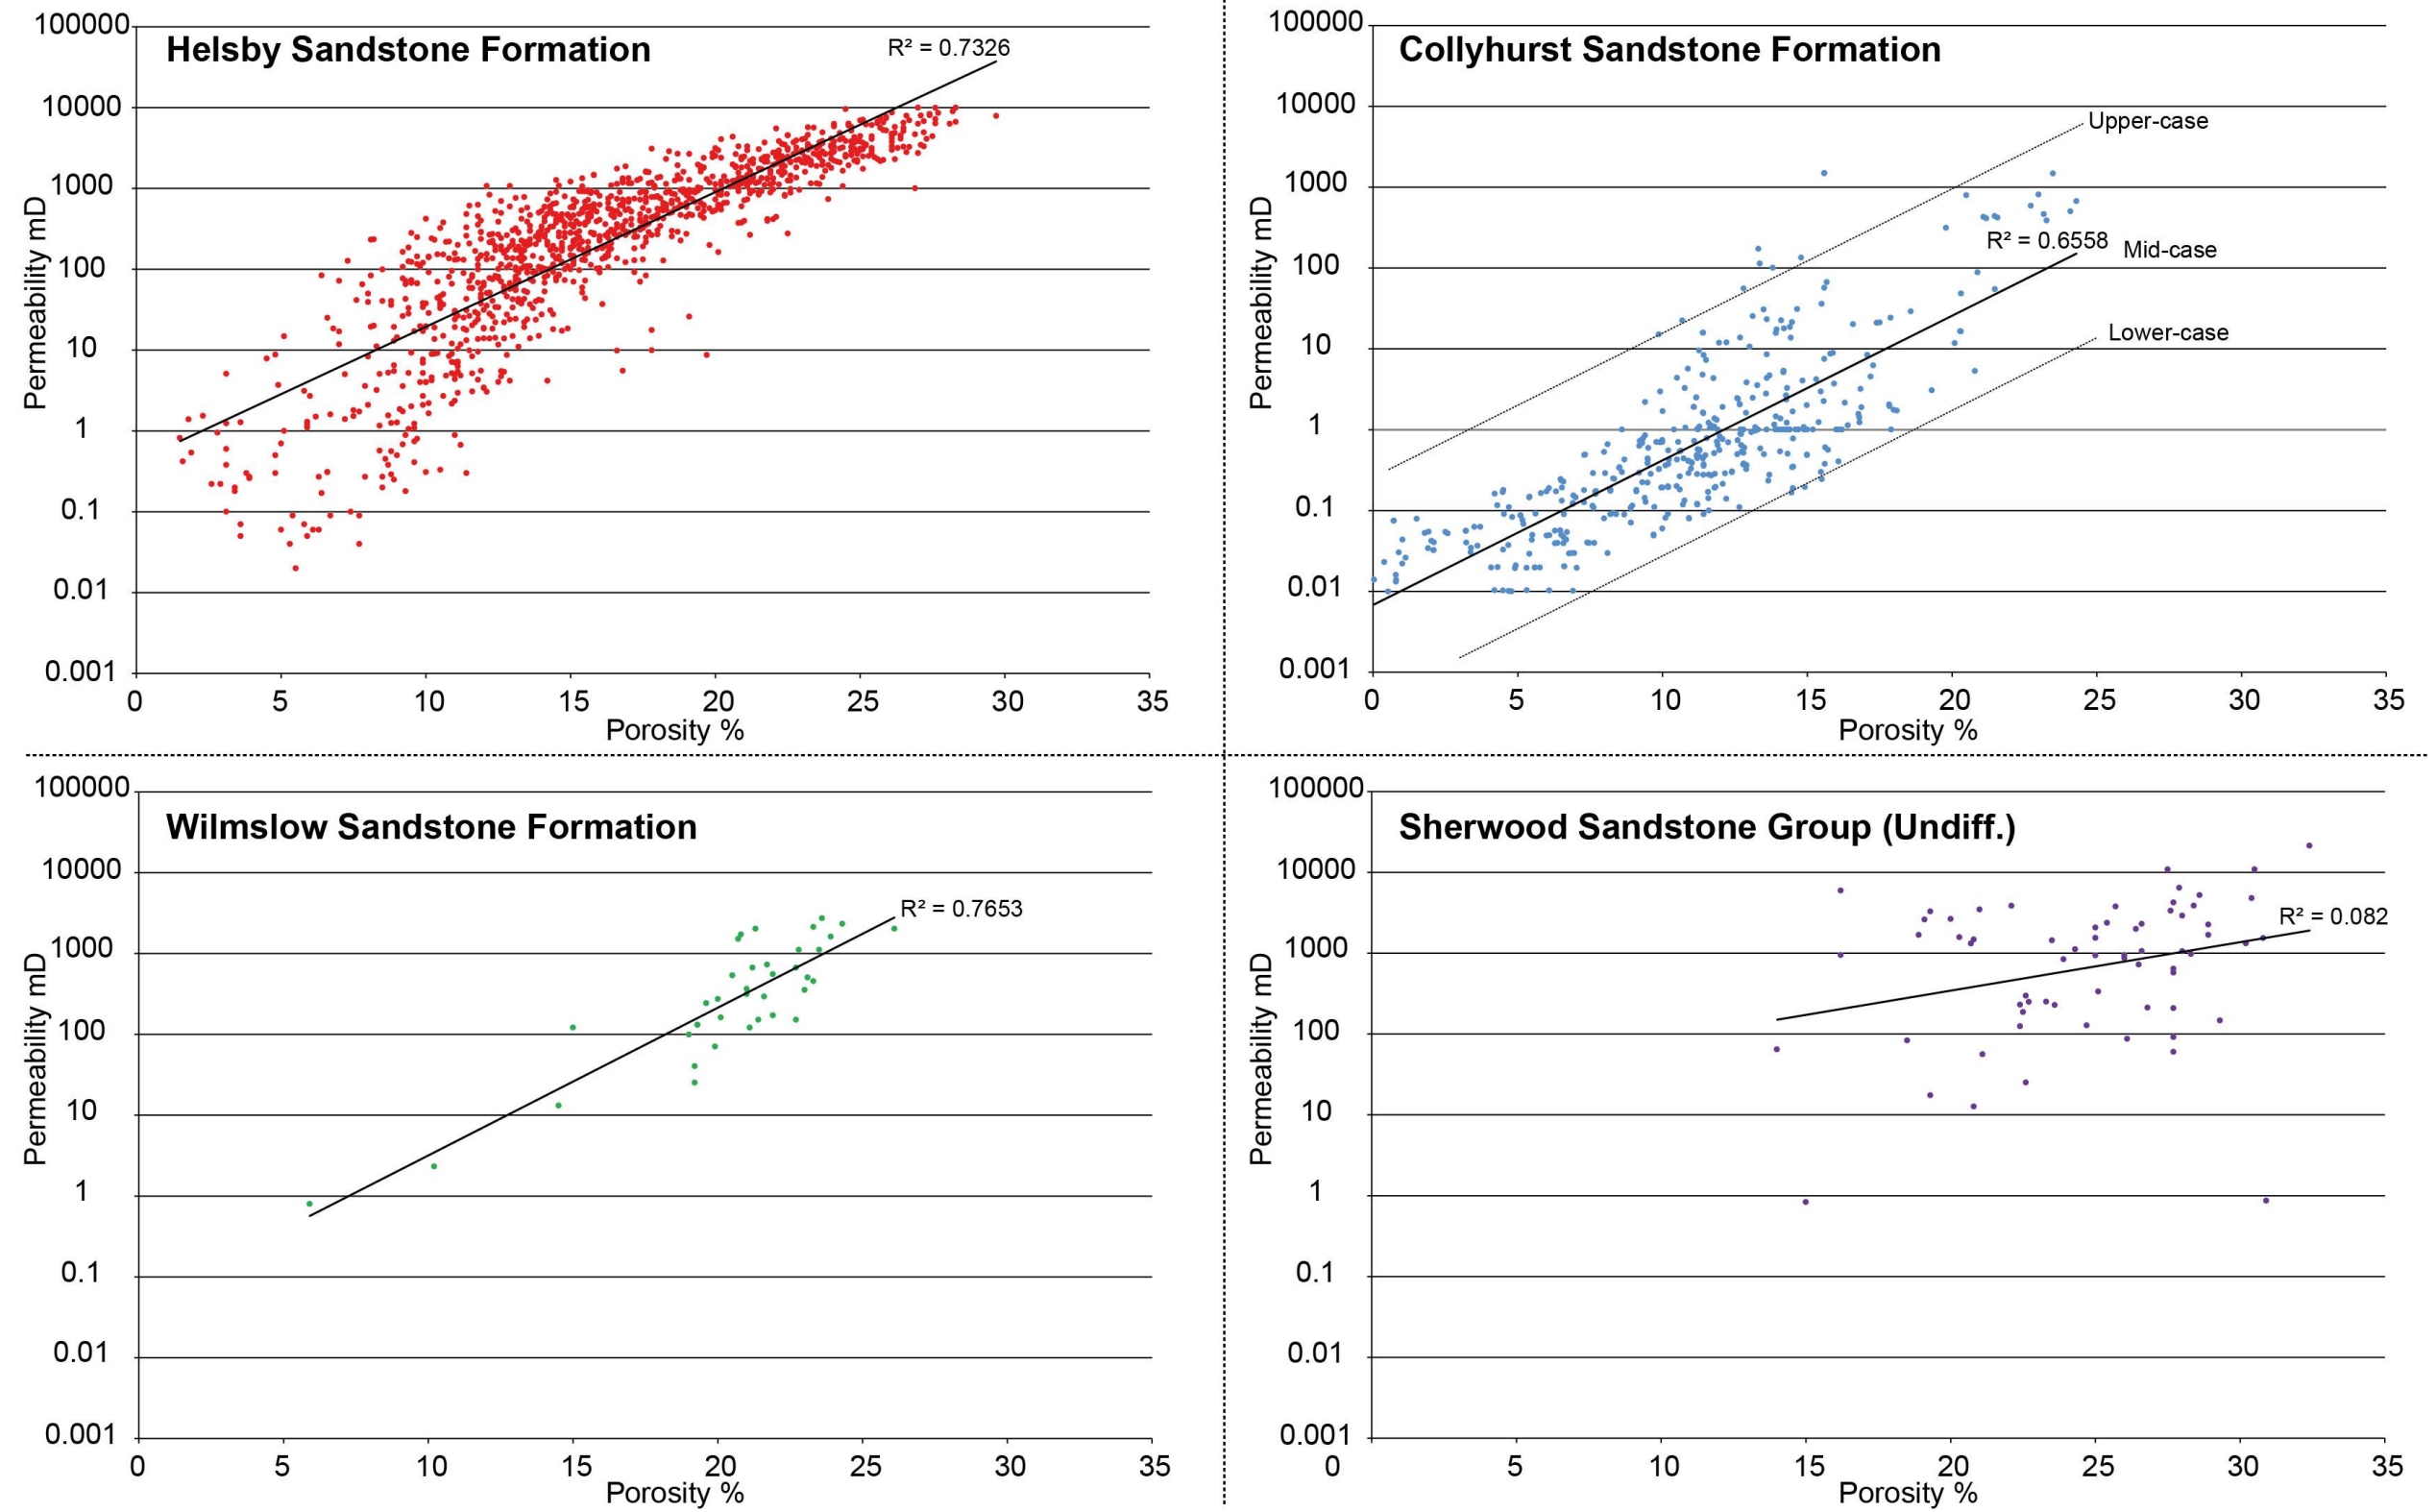 Helsby Sandstone Formation
R² = 0.7326
100000
10000
1000
100
10
1
0.1
0.01
0.001
Permeability mD
0 5 10 15 20 25 30 35
Porosity %
Collyhurst Sandstone Formation
Upper-case
R² = 0.6558
Mid-case
Lower-case
100000
10000
1000
100
10
1
0.1
0.01
0.001
Permeability mD
0 5 10 15 20 25 30 35
Porosity %
Wilmslow Sandstone Formation
R² = 0.7653
100000
10000
1000
100
10
1
0.1
0.01
0.001
Permeability mD
0 5 10 15 20 25 30 35
Porosity %
Sherwood Sandstone Group (Undiff.)
R² = 0.082
100000
10000
1000
100
10
1
0.1
0.01
0.001
Permeability mD
0 5 10 15 20 25 30 35
Porosity %